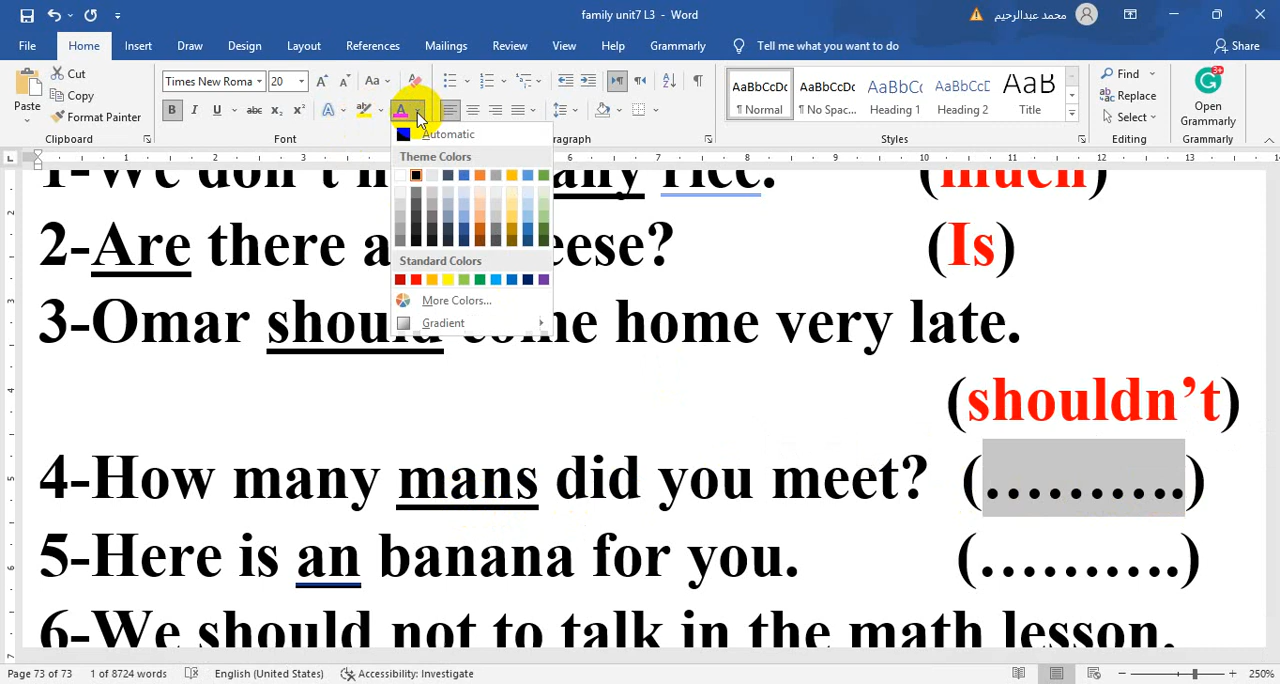 family unit7 L3 - Word
محمد عبدالرحيم
File Home Insert Draw Design Layout References Mailings Review View Help Grammarly Tell me what you want to do Share
Paste
Cut
Copy
Format Painter
Clipboard
Times New Roma 20
Font
Paragraph
AaBbCcDc AaBbCcDc AaBbCc AaBbCcD AaB
¶ Normal ¶ No Spac... Heading 1 Heading 2 Title
Styles
Find
Replace
Select
Editing
Open
Grammarly
Grammarly
Automatic
Theme Colors
Standard Colors
More Colors...
Gradient
rice. (much)
2-Are there eese? (Is)
3-Omar should come home very late.
(shouldn’t)
4-How many mans did you meet? (……….)
5-Here is an banana for you. (……….)
6-We should not to talk in the math lesson.
Page 73 of 73 1 of 8724 words English (United States) Accessibility: Investigate 250%